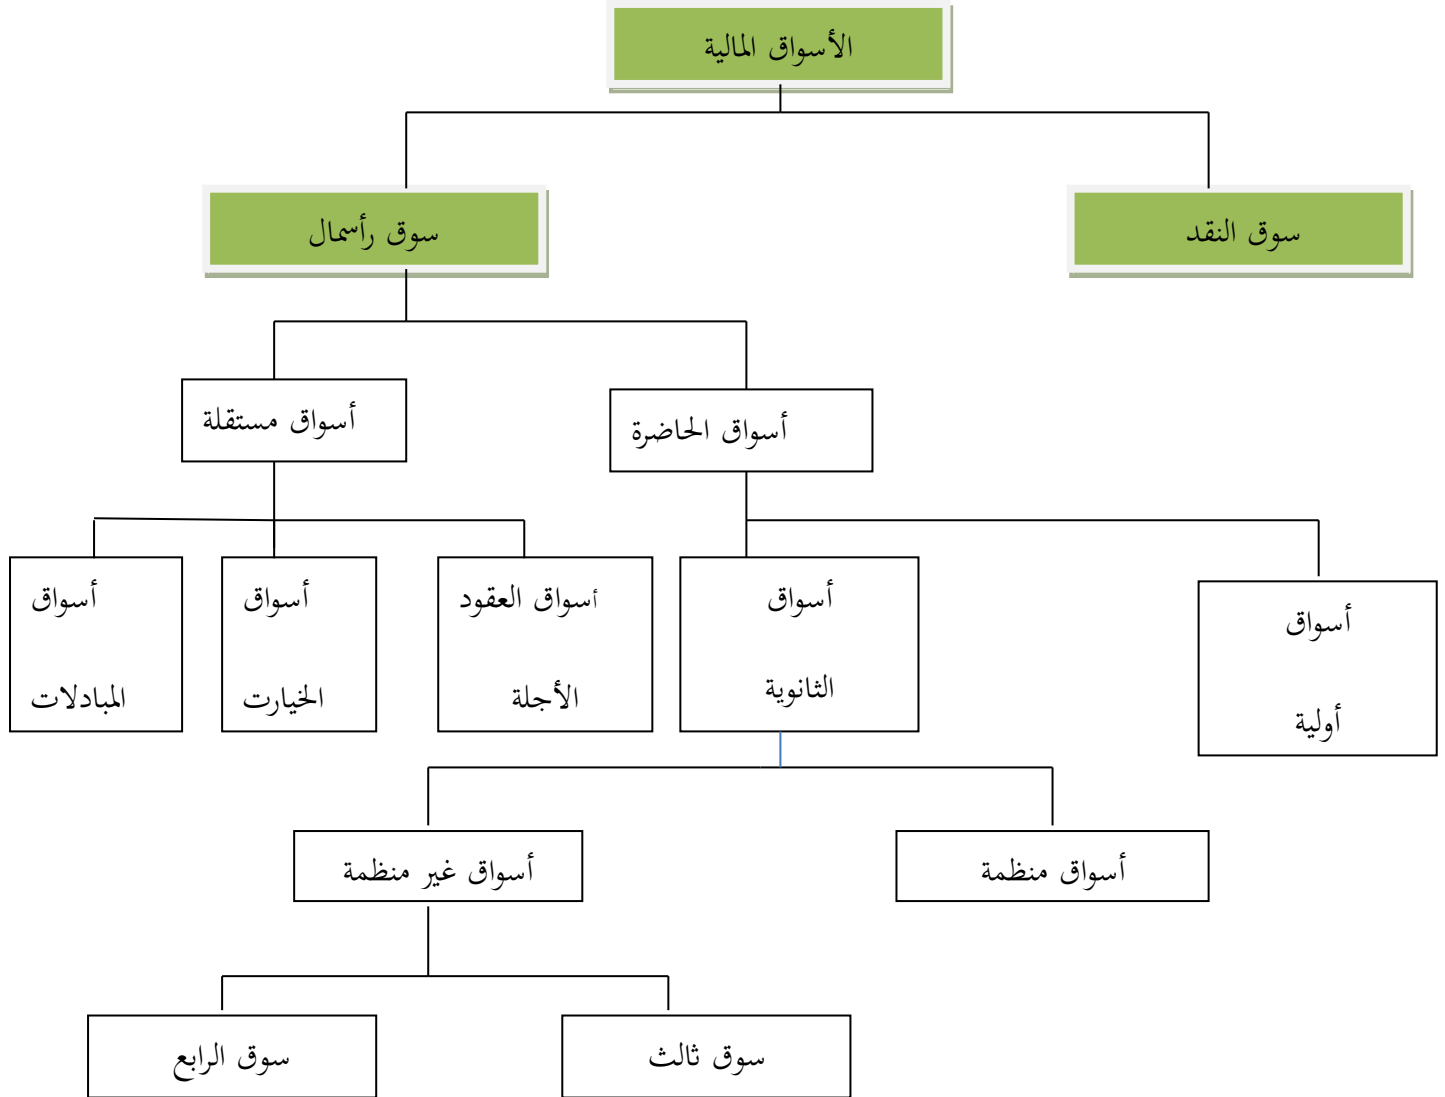 الأسواق المالية
سوق النقد
سوق رأسمال
أسواق الحاضرة
أسواق مستقلة
أسواق
أولية
أسواق
الثانوية
أسواق العقود
الأجلة
أسواق
الخيارت
أسواق
المبادلات
أسواق منظمة
أسواق غير منظمة
سوق ثالث
سوق الرابع